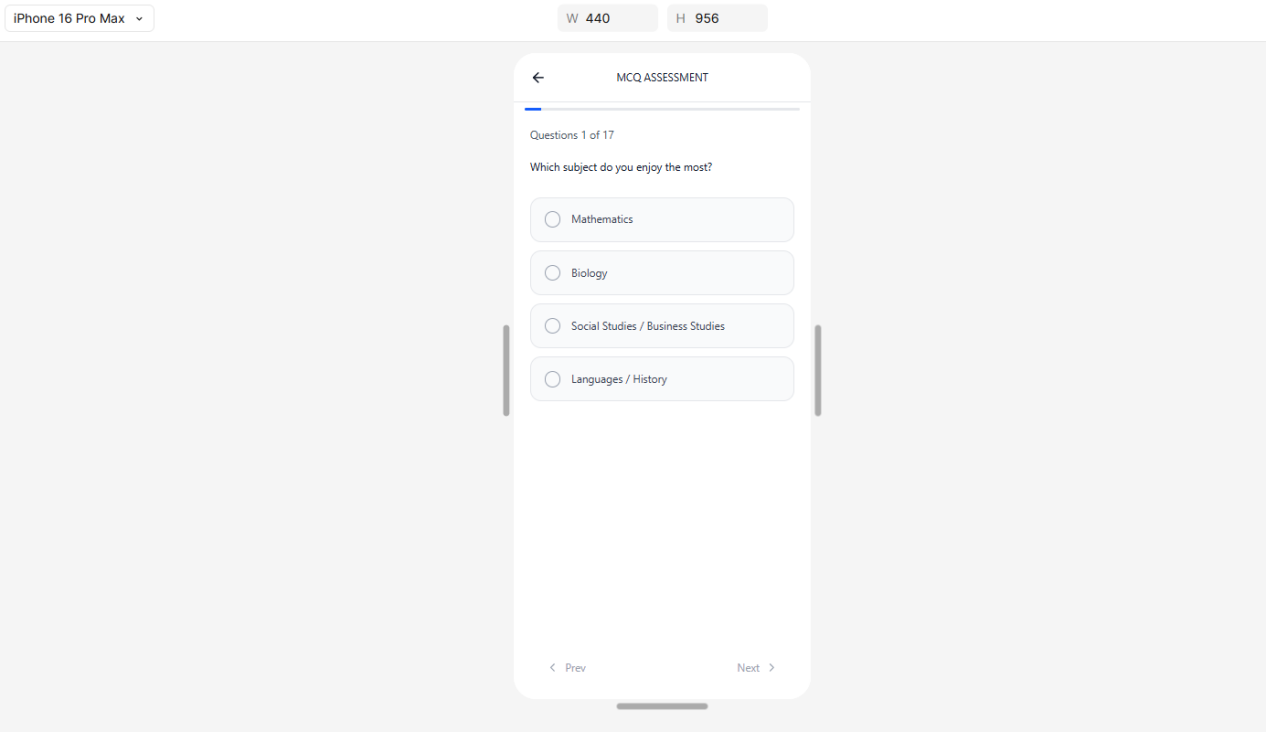 iPhone 16 Pro Max
W 440 H 956
MCQ ASSESSMENT
Questions 1 of 17
Which subject do you enjoy the most?
Mathematics
Biology
Social Studies / Business Studies
Languages / History
Prev Next